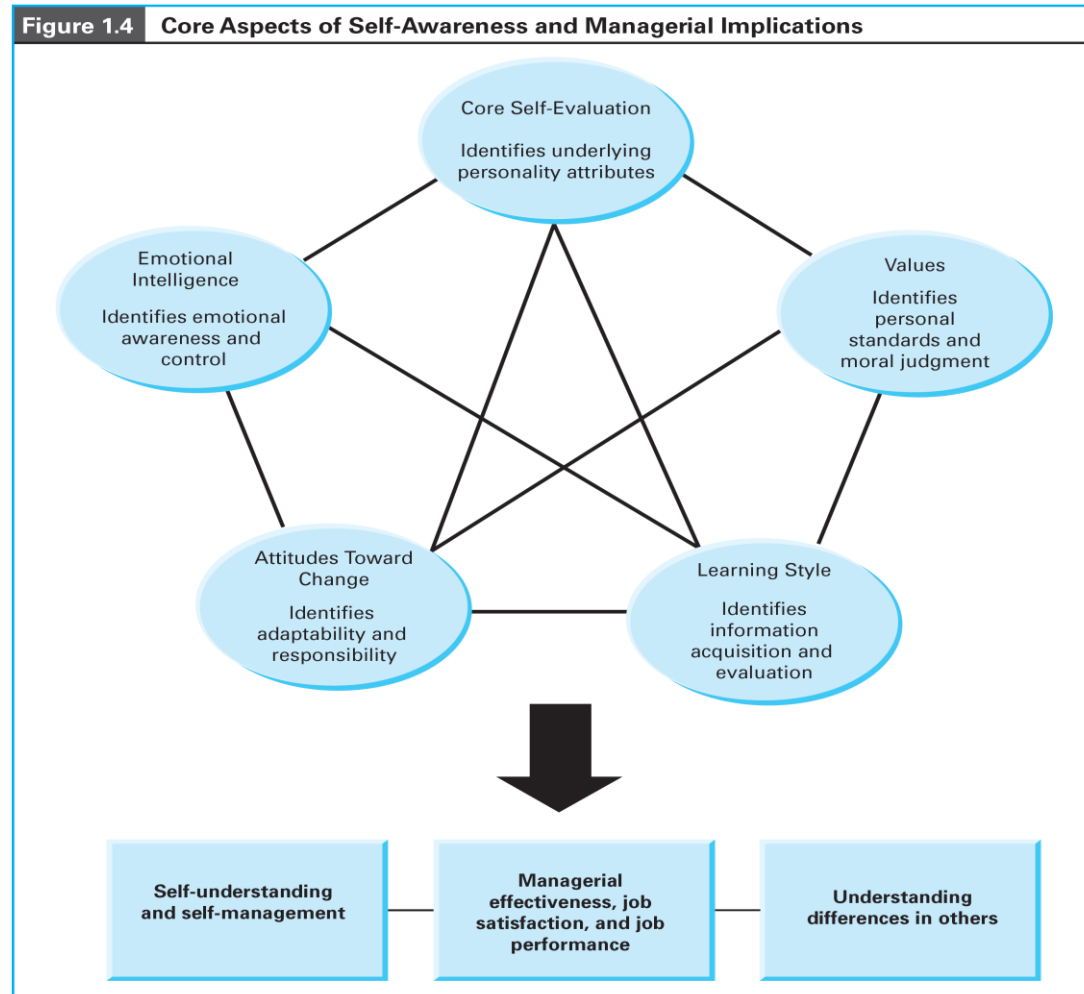 Figure 1.4 Core Aspects of Self-Awareness and Managerial Implications
Core Self-Evaluation
Identifies underlying
personality attributes
Emotional
Intelligence
Identifies emotional
awareness and
control
Values
Identifies
personal
standards and
moral judgment
Attitudes Toward
Change
Identifies
adaptability and
responsibility
Learning Style
Identifies
information
acquisition and
evaluation
Self-understanding
and self-management
Managerial
effectiveness, job
satisfaction, and job
performance
Understanding
differences in others